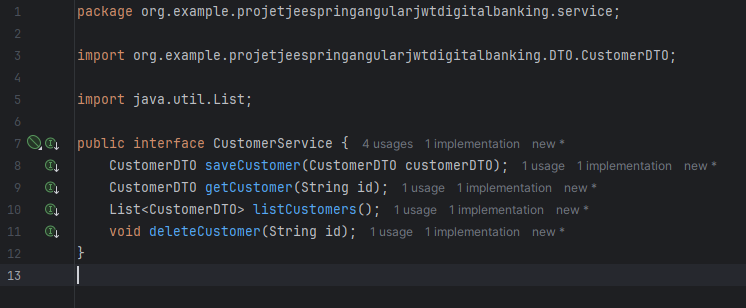 1 package org.example.projetjeespringangularjwtdigitalbanking.service;
2
3 import org.example.projetjeespringangularjwtdigitalbanking.DTO.CustomerDTO;
4
5 import java.util.List;
6
7 public interface CustomerService { 4 usages 1 implementation new *
8 CustomerDTO saveCustomer(CustomerDTO customerDTO); 1 usage 1 implementation new *
9 CustomerDTO getCustomer(String id); 1 usage 1 implementation new *
10 List<CustomerDTO> listCustomers(); 1 usage 1 implementation new *
11 void deleteCustomer(String id); 1 usage 1 implementation new *
12 }
13